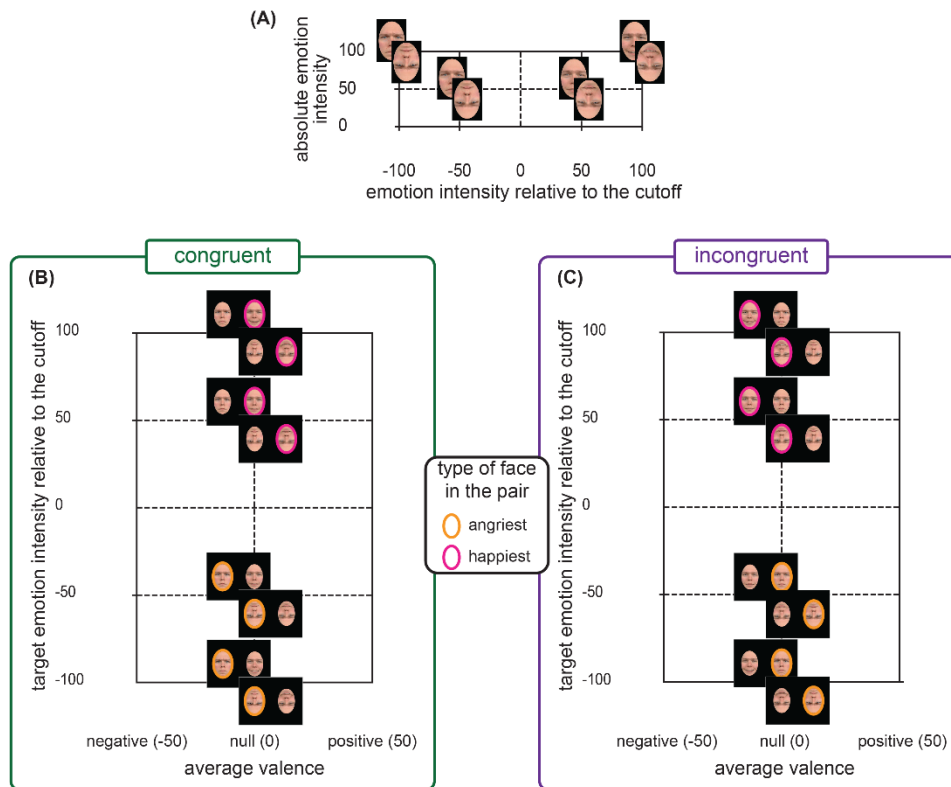 (A)
absolute emotion
intensity
100
50
0
-100 -50 0 50 100
emotion intensity relative to the cutoff
congruent
(B)
target emotion intensity relative to the cutoff
100
50
0
-50
-100
negative (-50) null (0) positive (50)
average valence
type of face
in the pair
angriest
happiest
incongruent
(C)
target emotion intensity relative to the cutoff
100
50
0
-50
-100
negative (-50) null (0) positive (50)
average valence